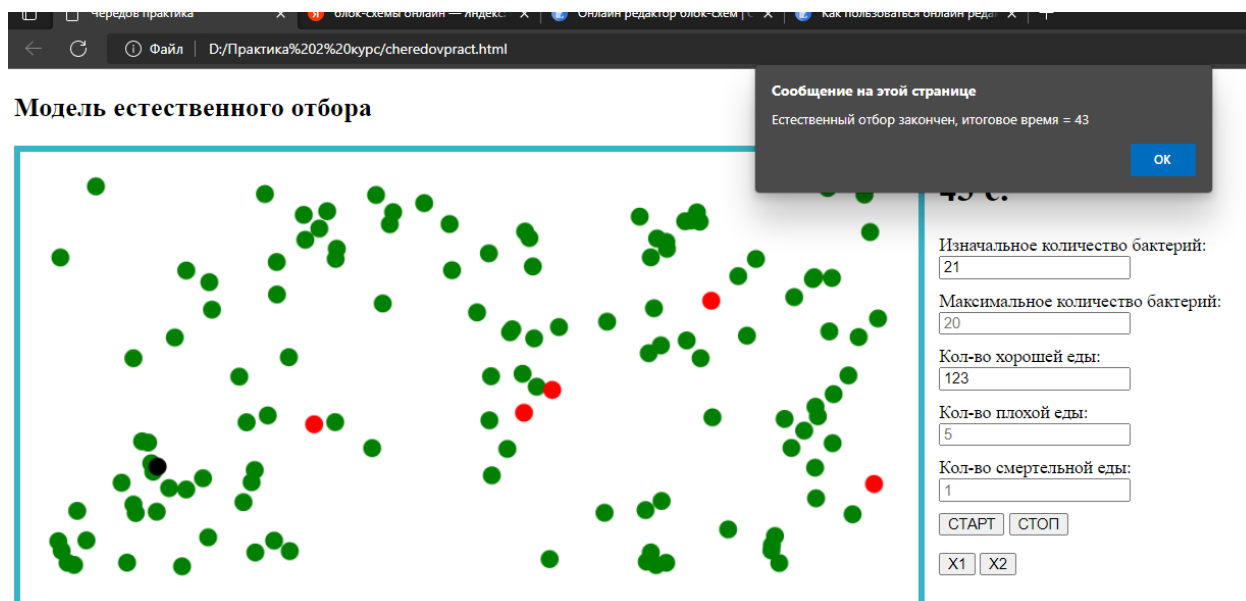 Чередов практика
блок-схемы онлайн — Яндекс.
Онлайн редактор блок-схем | С
Как пользоваться онлайн реда
Файл | D:/Практика%202%20курс/cheredovpract.html
Модель естественного отбора
Сообщение на этой странице
Естественный отбор закончен, итоговое время = 43
ОК
43 с.
Изначальное количество бактерий:
21
Максимальное количество бактерий:
20
Кол-во хорошей еды:
123
Кол-во плохой еды:
5
Кол-во смертельной еды:
1
СТАРТ СТОП
X1 X2